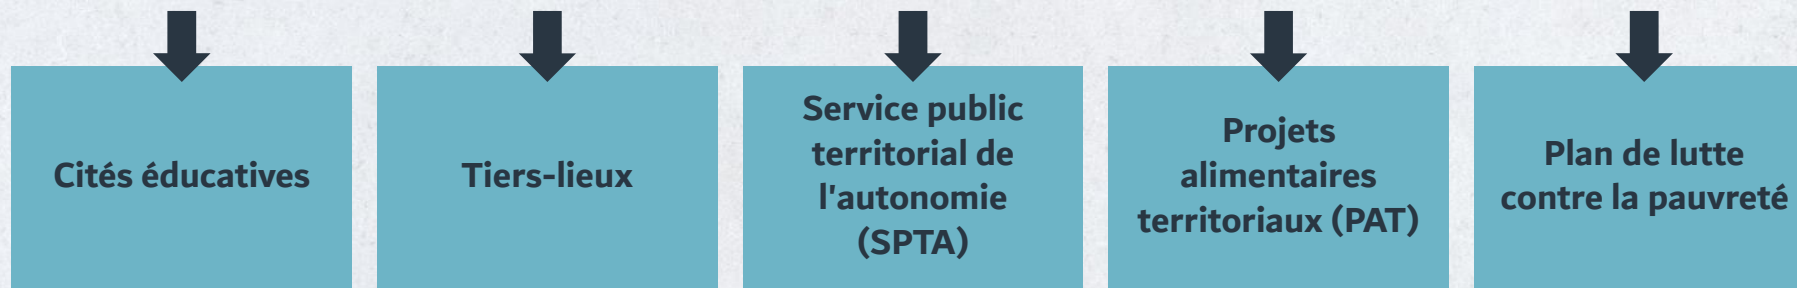 Cités éducatives
Tiers-lieux
Service public
territorial de
l'autonomie
(SPTA)
Projets
alimentaires
territoriaux (PAT)
Plan de lutte
contre la pauvreté